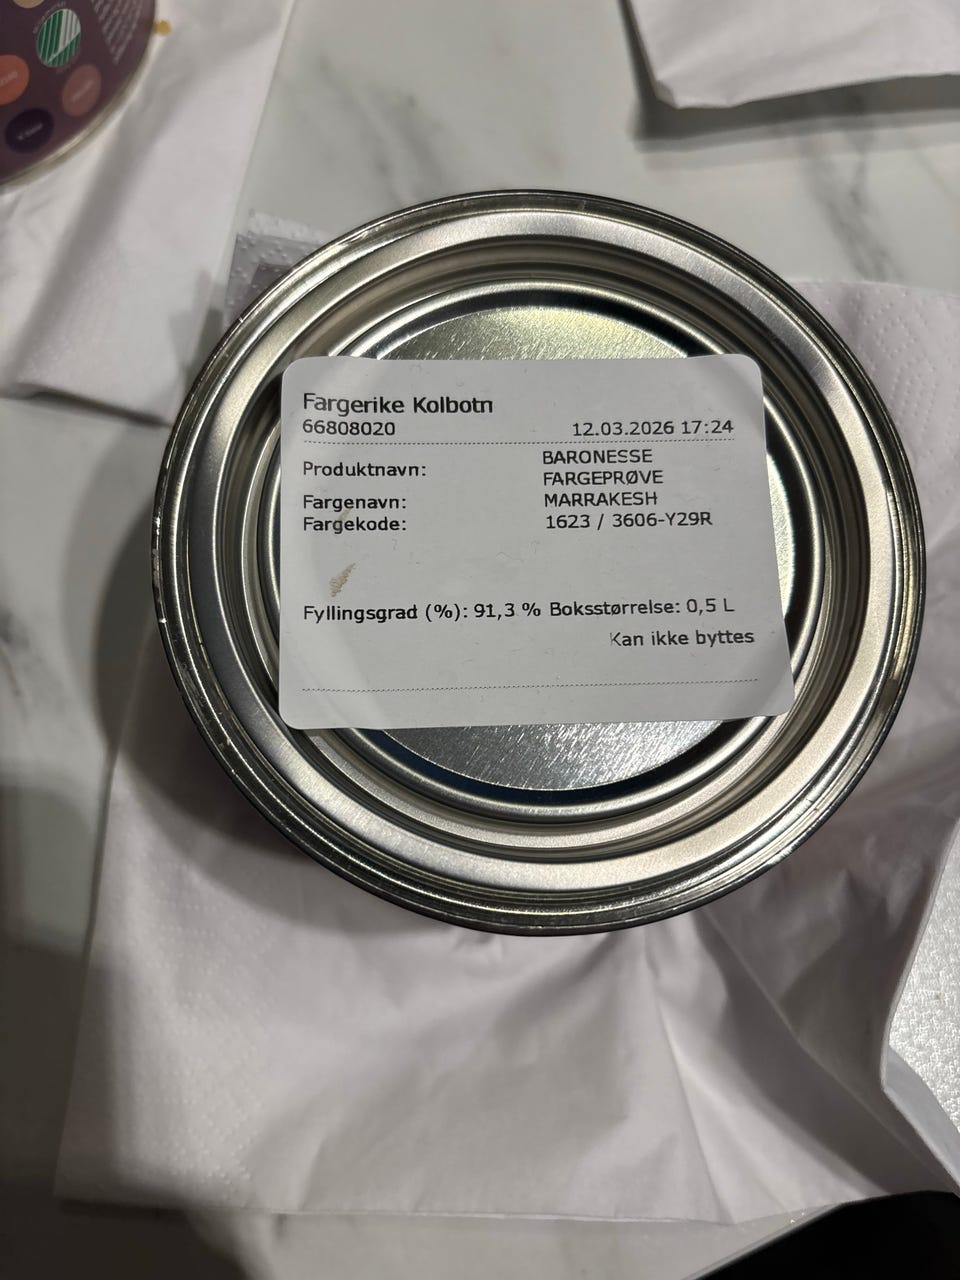 Fargerike Kolbotn
66808020 12.03.2026 17:24
Produktnavn: BARONESSE
FARGEPRØVE
Fargenavn: MARRAKESH
Fargekode: 1623 / 3606-Y29R
Fyllingsgrad (%): 91,3 % Boksstørrelse: 0,5 L
Kan ikke byttes